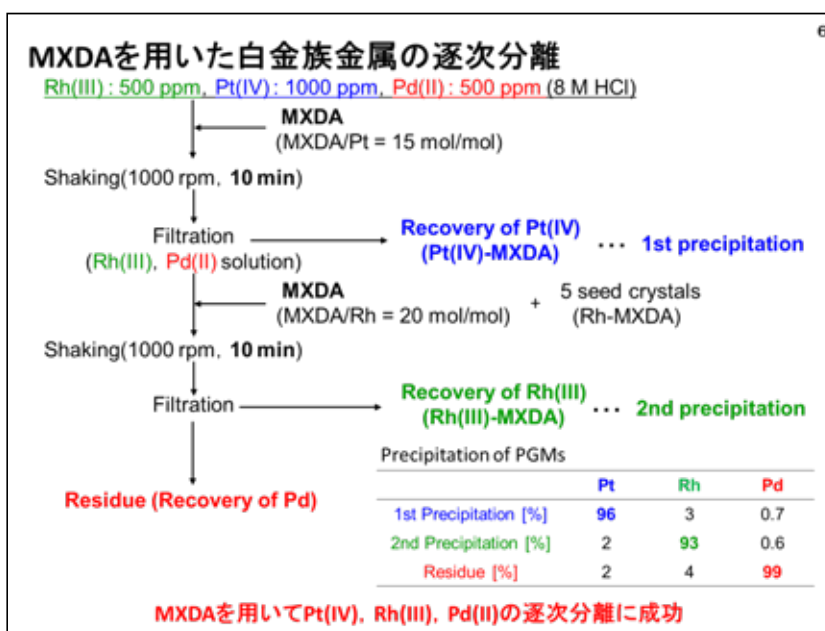 6
MXDAを用いた白金族金属の逐次分離
Rh(III) : 500 ppm, Pt(IV) : 1000 ppm, Pd(II) : 500 ppm (8 M HCl)
MXDA
(MXDA/Pt = 15 mol/mol)
Shaking(1000 rpm, 10 min)
Filtration
(Rh(III), Pd(II) solution)
Recovery of Pt(IV)
(Pt(IV)-MXDA)
… 1st precipitation
MXDA
(MXDA/Rh = 20 mol/mol)
+
5 seed crystals
(Rh-MXDA)
Shaking(1000 rpm, 10 min)
Filtration
Recovery of Rh(III)
(Rh(III)-MXDA)
… 2nd precipitation
Residue (Recovery of Pd)
Precipitation of PGMs
Pt Rh Pd
1st Precipitation [%] 96 3 0.7
2nd Precipitation [%] 2 93 0.6
Residue [%] 2 4 99
MXDAを用いてPt(IV), Rh(III), Pd(II)の逐次分離に成功